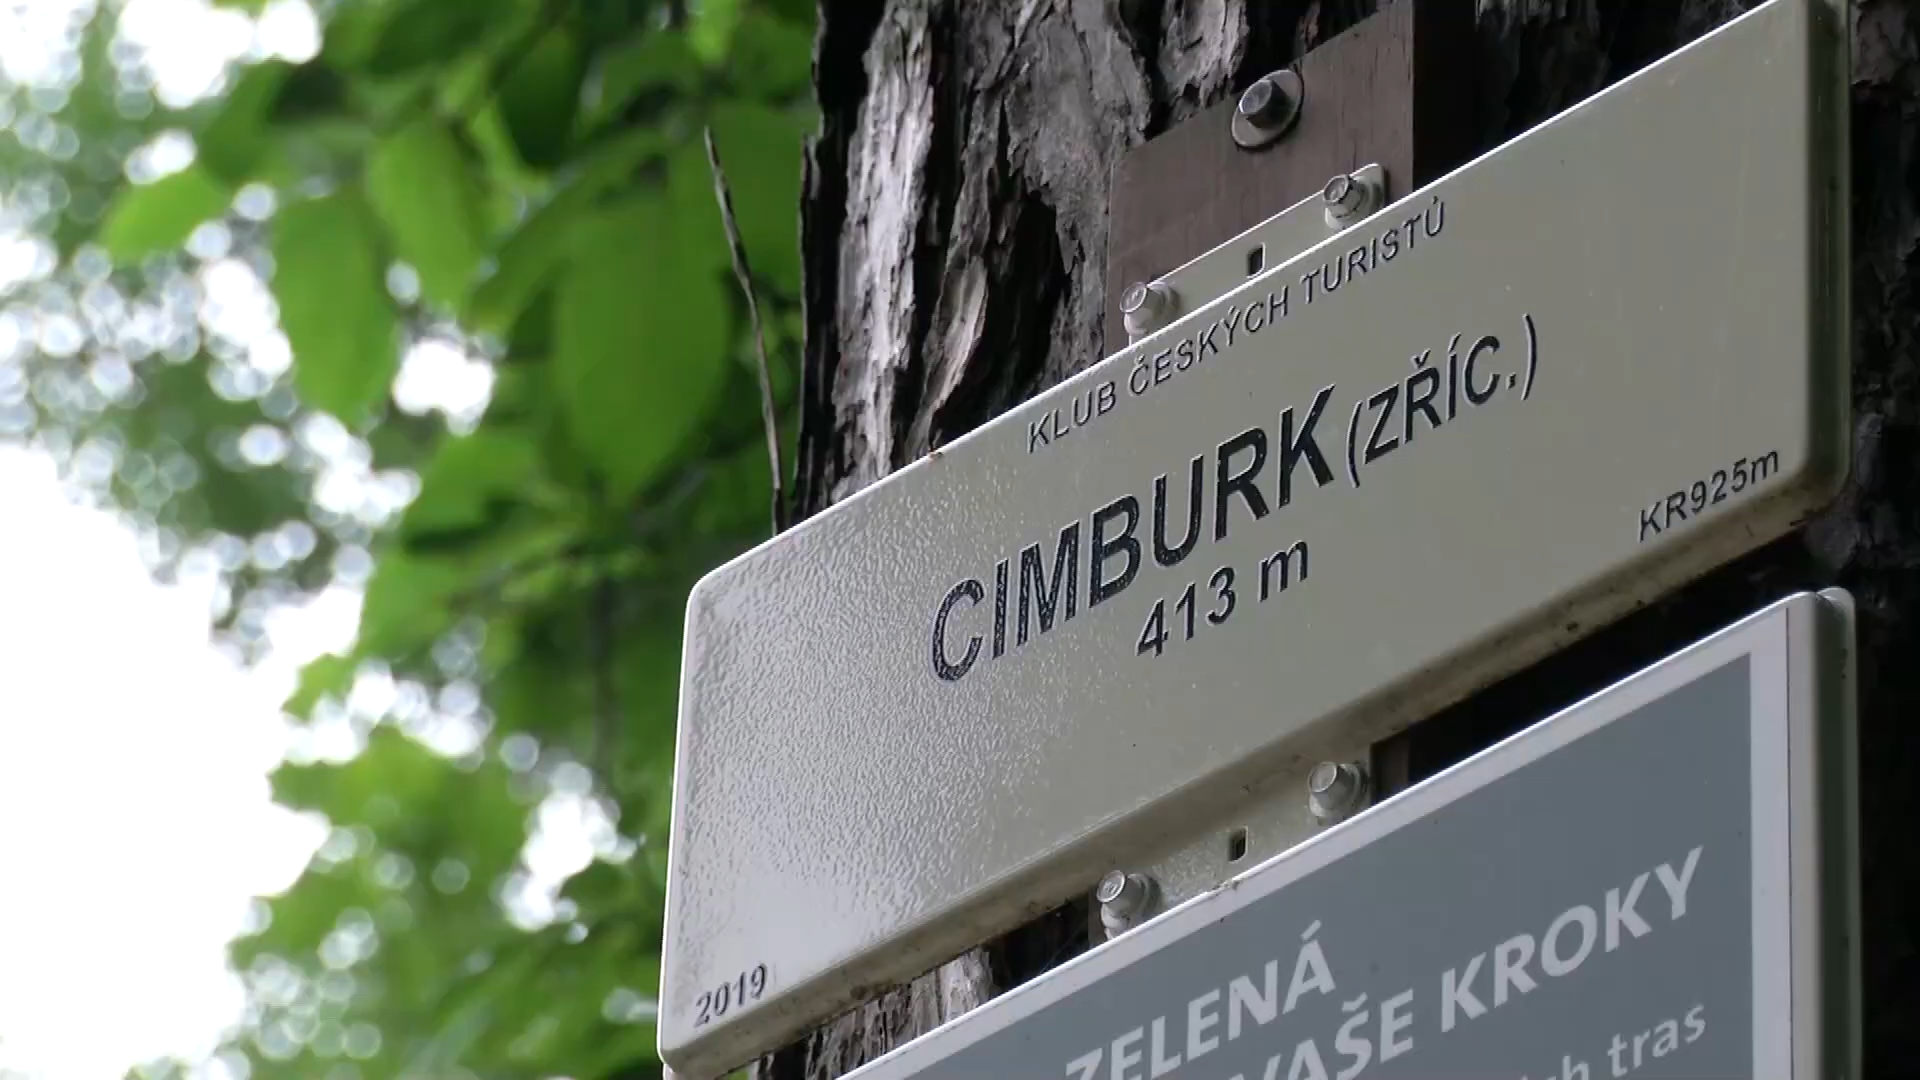 KLUB ČESKÝCH TURISTŮ
CIMBURK (ZŘÍC.)
413 m
KR925m
2019
ZELENÁ
VAŠE KROKY
tras